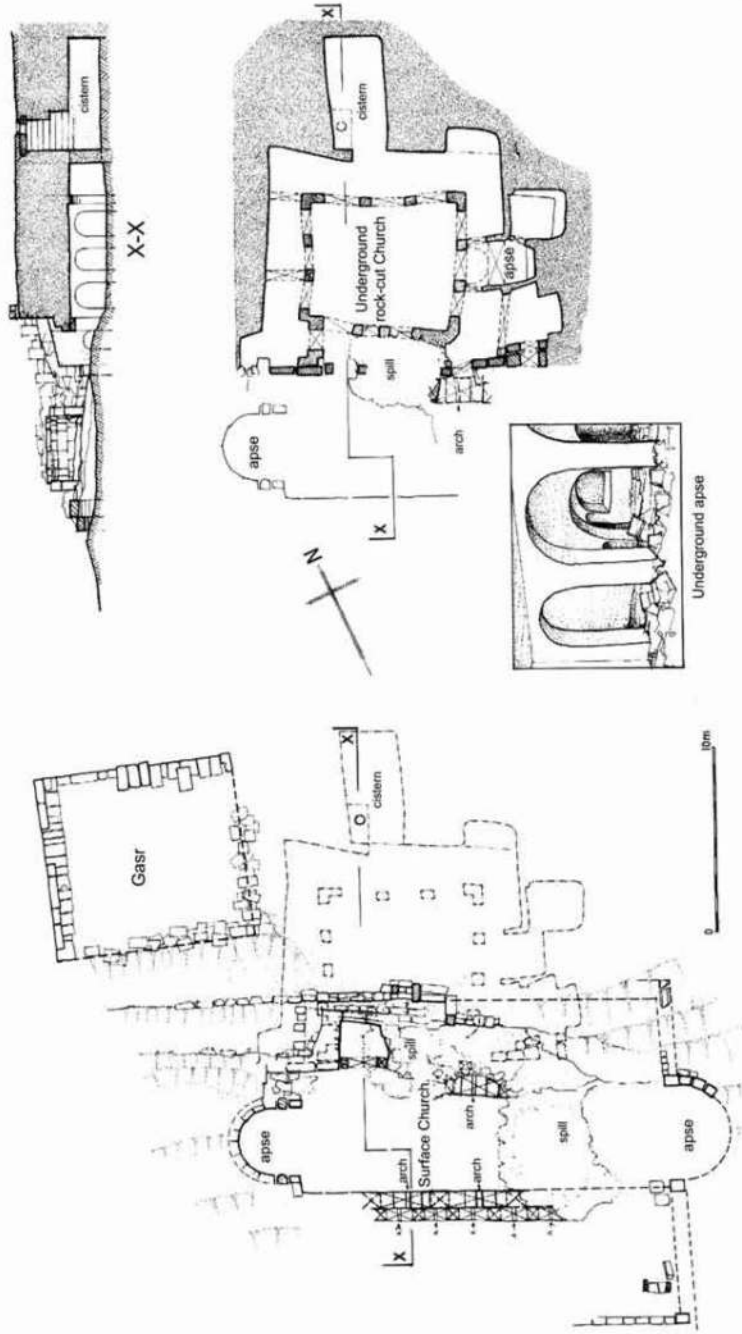 cistern
X-X
X
C
cistern
Underground
rock-cut Church
apse
spill
arch
apse
X
N
Underground apse
Gasr
X
O
cistern
0 10m
spill
apse
Surface Church
arch
arch
arch
spill
apse
X